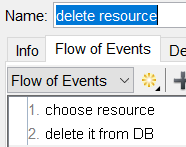 Name: delete resource
Info Flow of Events De
Flow of Events
1. choose resource
2. delete it from DB